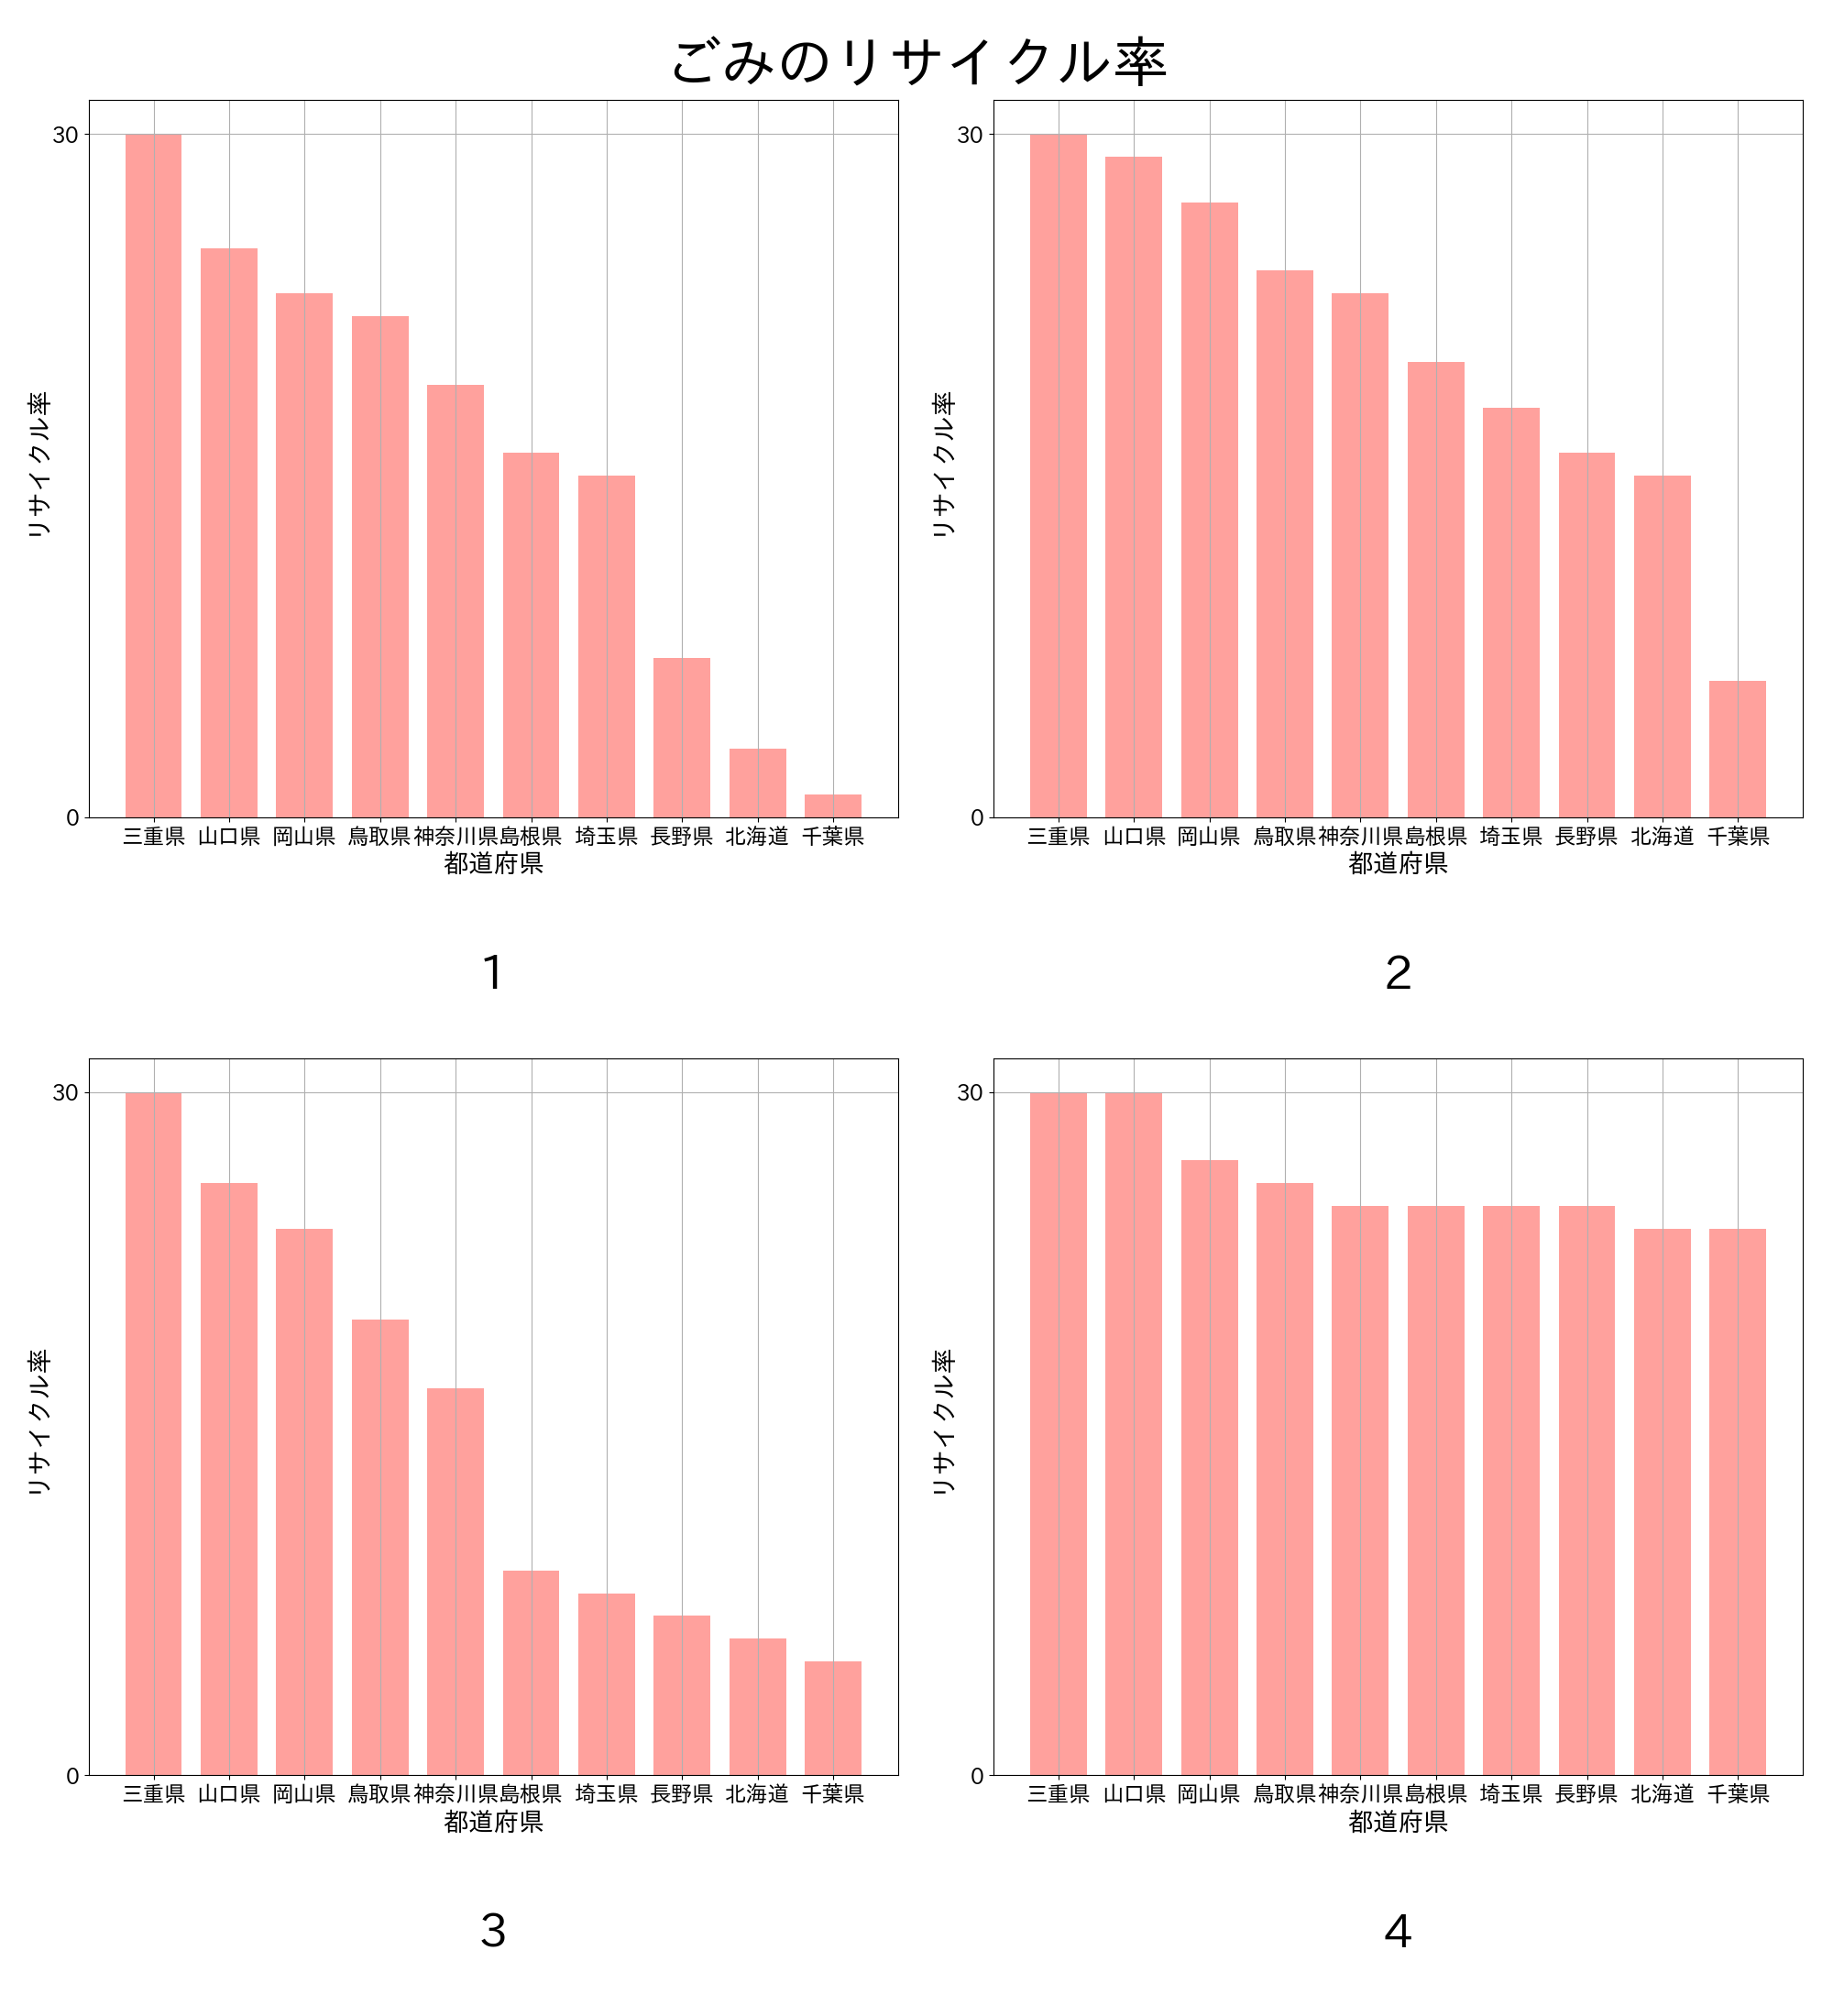 ごみのリサイクル率
30
0
リサイクル率
三重県 山口県 岡山県 鳥取県 神奈川県 島根県 埼玉県 長野県 北海道 千葉県
都道府県
1
30
0
リサイクル率
三重県 山口県 岡山県 鳥取県 神奈川県 島根県 埼玉県 長野県 北海道 千葉県
都道府県
2
30
0
リサイクル率
三重県 山口県 岡山県 鳥取県 神奈川県 島根県 埼玉県 長野県 北海道 千葉県
都道府県
3
30
0
リサイクル率
三重県 山口県 岡山県 鳥取県 神奈川県 島根県 埼玉県 長野県 北海道 千葉県
都道府県
4